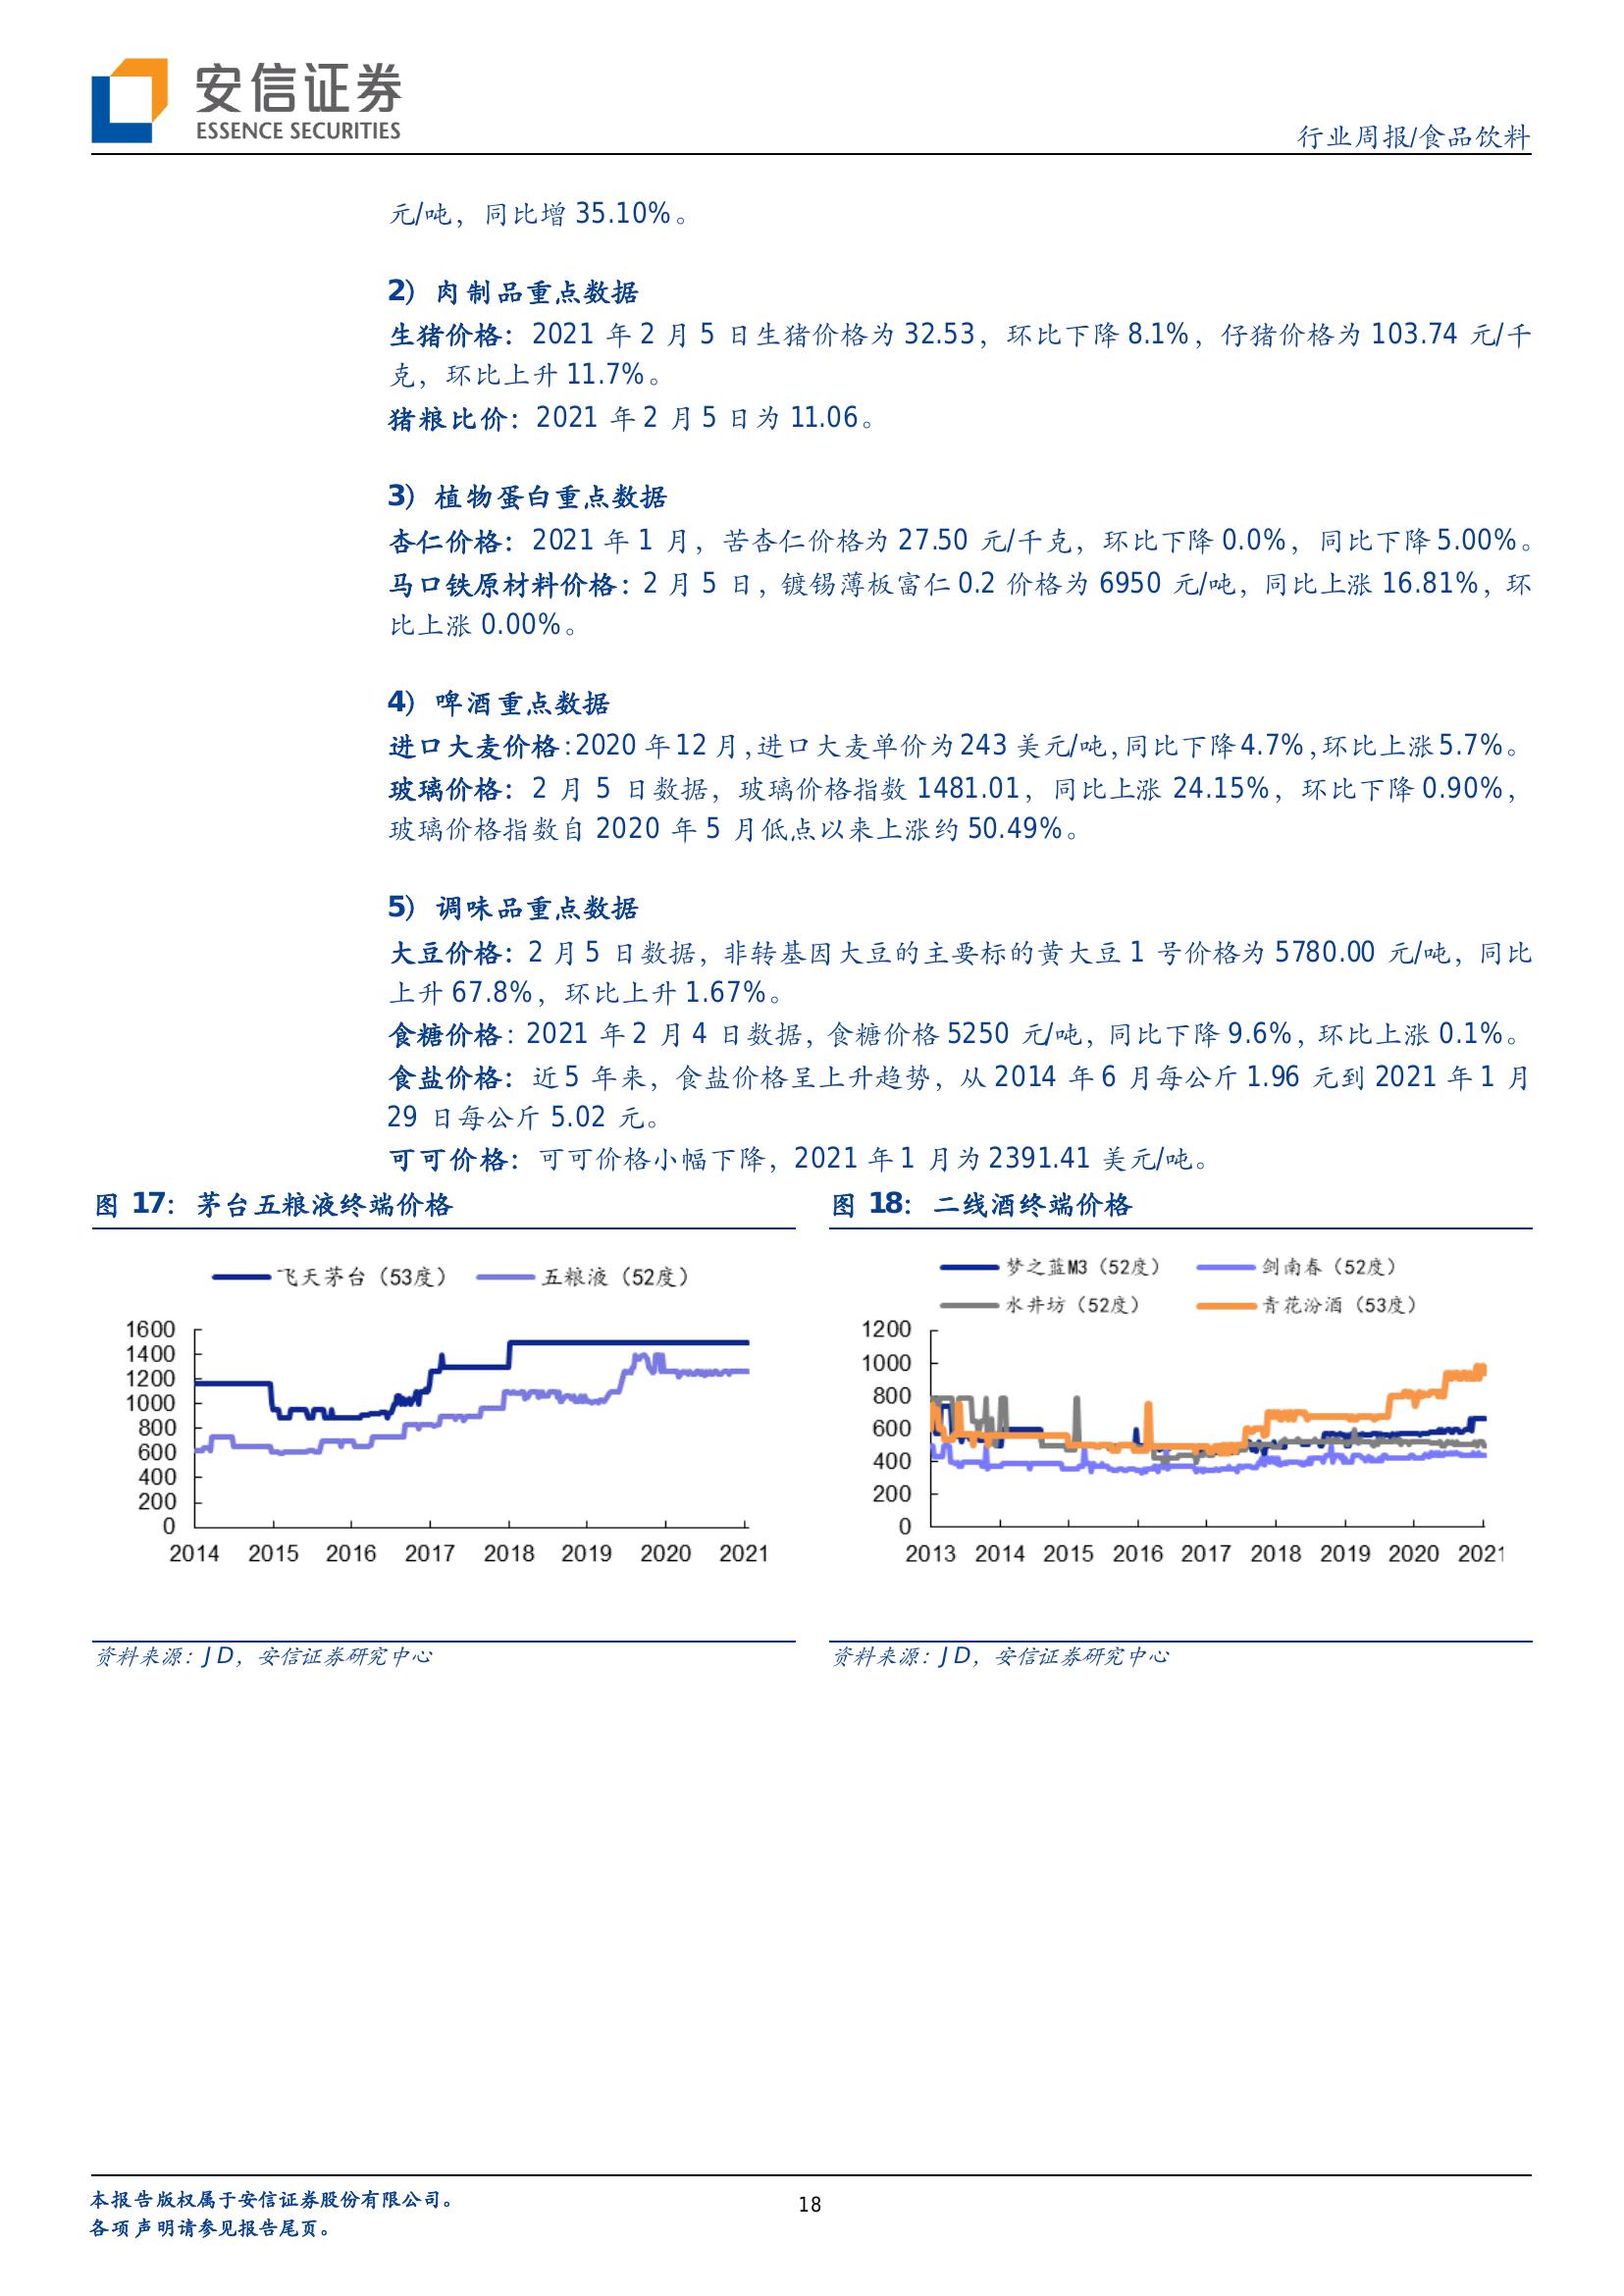 安信证券
ESSENCE SECURITIES
行业周报/食品饮料
元/吨，同比增 35.10%。
2）肉制品重点数据
生猪价格：2021 年 2 月 5 日生猪价格为 32.53，环比下降 8.1%，仔猪价格为 103.74 元/千
克，环比上升 11.7%。
猪粮比价：2021 年 2 月 5 日为 11.06。
3）植物蛋白重点数据
杏仁价格：2021 年 1 月，苦杏仁价格为 27.50 元/千克，环比下降 0.0%，同比下降 5.00%。
马口铁原材料价格：2 月 5 日，镀锡薄板富仁 0.2 价格为 6950 元/吨，同比上涨 16.81%，环
比上涨 0.00%。
4）啤酒重点数据
进口大麦价格：2020 年 12 月，进口大麦单价为 243 美元/吨，同比下降 4.7%，环比上涨 5.7%。
玻璃价格：2 月 5 日数据，玻璃价格指数 1481.01，同比上涨 24.15%，环比下降 0.90%，
玻璃价格指数自 2020 年 5 月低点以来上涨约 50.49%。
5）调味品重点数据
大豆价格：2 月 5 日数据，非转基因大豆的主要标的黄大豆 1 号价格为 5780.00 元/吨，同比
上升 67.8%，环比上升 1.67%。
食糖价格：2021 年 2 月 4 日数据，食糖价格 5250 元/吨，同比下降 9.6%，环比上涨 0.1%。
食盐价格：近 5 年来，食盐价格呈上升趋势，从 2014 年 6 月每公斤 1.96 元到 2021 年 1 月
29 日每公斤 5.02 元。
可可价格：可可价格小幅下降，2021 年 1 月为 2391.41 美元/吨。
图 17：茅台五粮液终端价格
飞天茅台（53度） 五粮液（52度）
1600
1400
1200
1000
800
600
400
200
0
2014 2015 2016 2017 2018 2019 2020 2021
资料来源：JD，安信证券研究中心
图 18：二线酒终端价格
梦之蓝M3（52度） 剑南春（52度）
水井坊（52度） 青花汾酒（53度）
1200
1000
800
600
400
200
0
2013 2014 2015 2016 2017 2018 2019 2020 2021
资料来源：JD，安信证券研究中心
本报告版权属于安信证券股份有限公司。
各项声明请参见报告尾页。
18